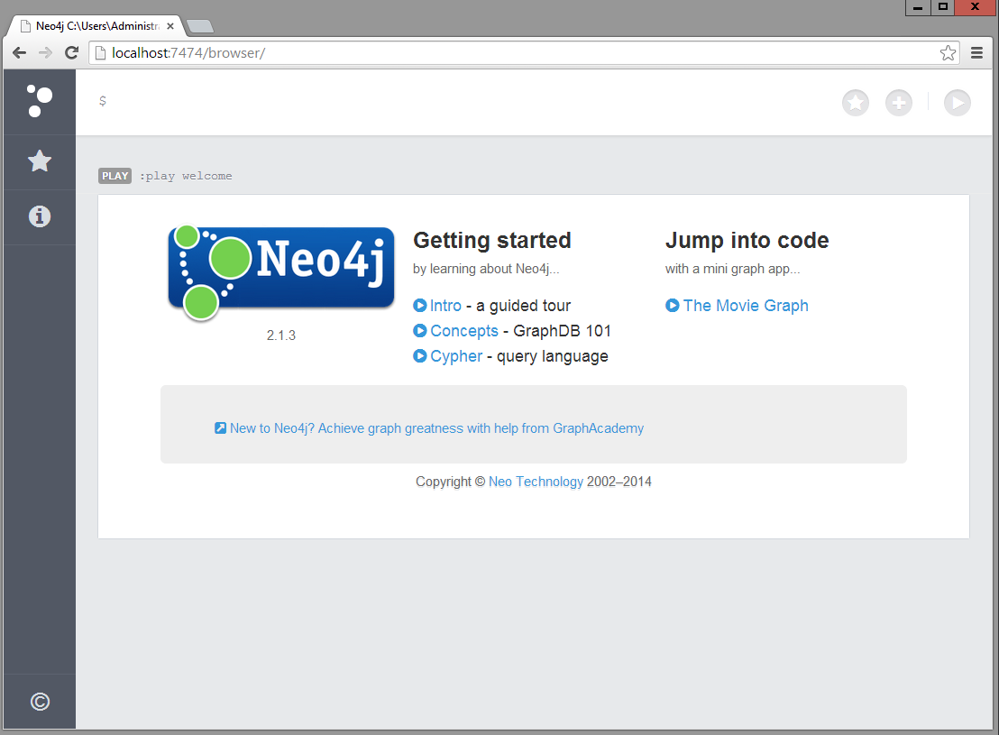 Neo4j C:\Users\Administra
localhost:7474/browser/
$
PLAY :play welcome
Neo4j
2.1.3
Getting started
by learning about Neo4j...
Intro - a guided tour
Concepts - GraphDB 101
Cypher - query language
Jump into code
with a mini graph app...
The Movie Graph
New to Neo4j? Achieve graph greatness with help from GraphAcademy
Copyright © Neo Technology 2002–2014
©